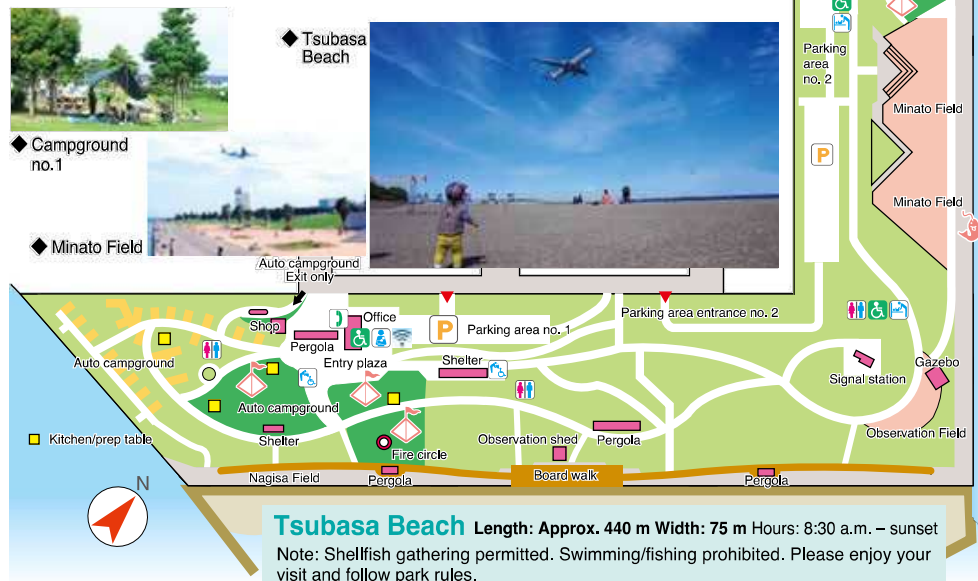 ◆ Tsubasa
Beach
◆ Campground
no.1
◆ Minato Field
Parking
area
no. 2
Minato Field
P
Minato Field
Auto campground
Exit only
Shop
Office
Pergola
P
Parking area no. 1
Parking area entrance no. 2
Entry plaza
Shelter
Auto campground
Signal station
Gazebo
Auto campground
Kitchen/prep table
Shelter
Fire circle
Observation shed
Pergola
Observation Field
Nagisa Field
Pergola
Board walk
Pergola
N
Tsubasa Beach Length: Approx. 440 m Width: 75 m Hours: 8:30 a.m. – sunset
Note: Shellfish gathering permitted. Swimming/fishing prohibited. Please enjoy your
visit and follow park rules.